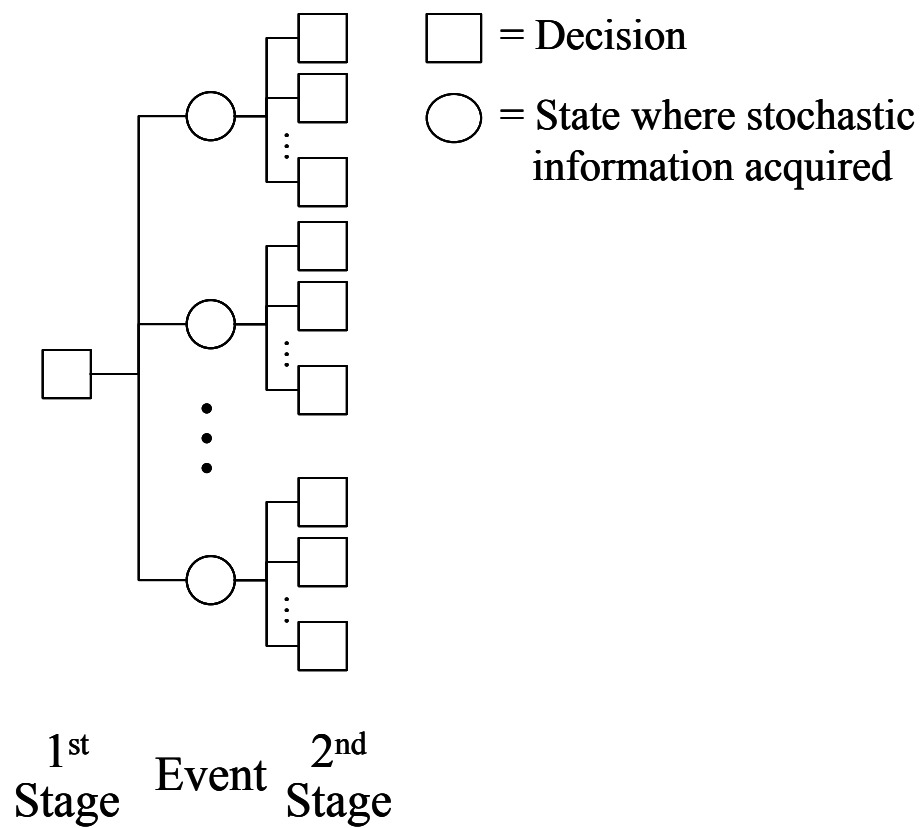 = Decision
= State where stochastic
information acquired
1st
Stage
Event
2nd
Stage